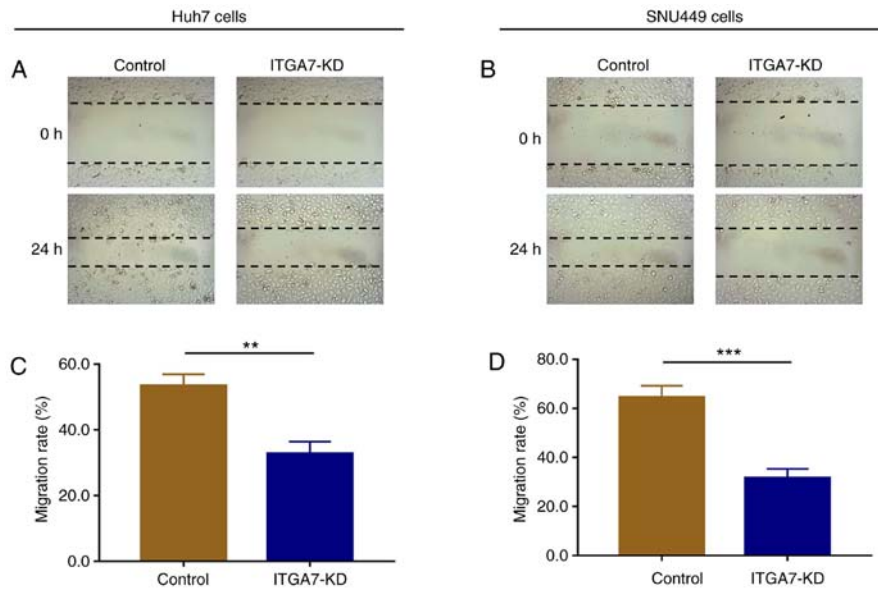 Huh7 cells
SNU449 cells
A
Control
ITGA7-KD
B
Control
ITGA7-KD
0 h
0 h
24 h
24 h
C
Migration rate (%)
60.0
40.0
20.0
0.0
**
Control
ITGA7-KD
D
Migration rate (%)
80.0
60.0
40.0
20.0
0.0
***
Control
ITGA7-KD